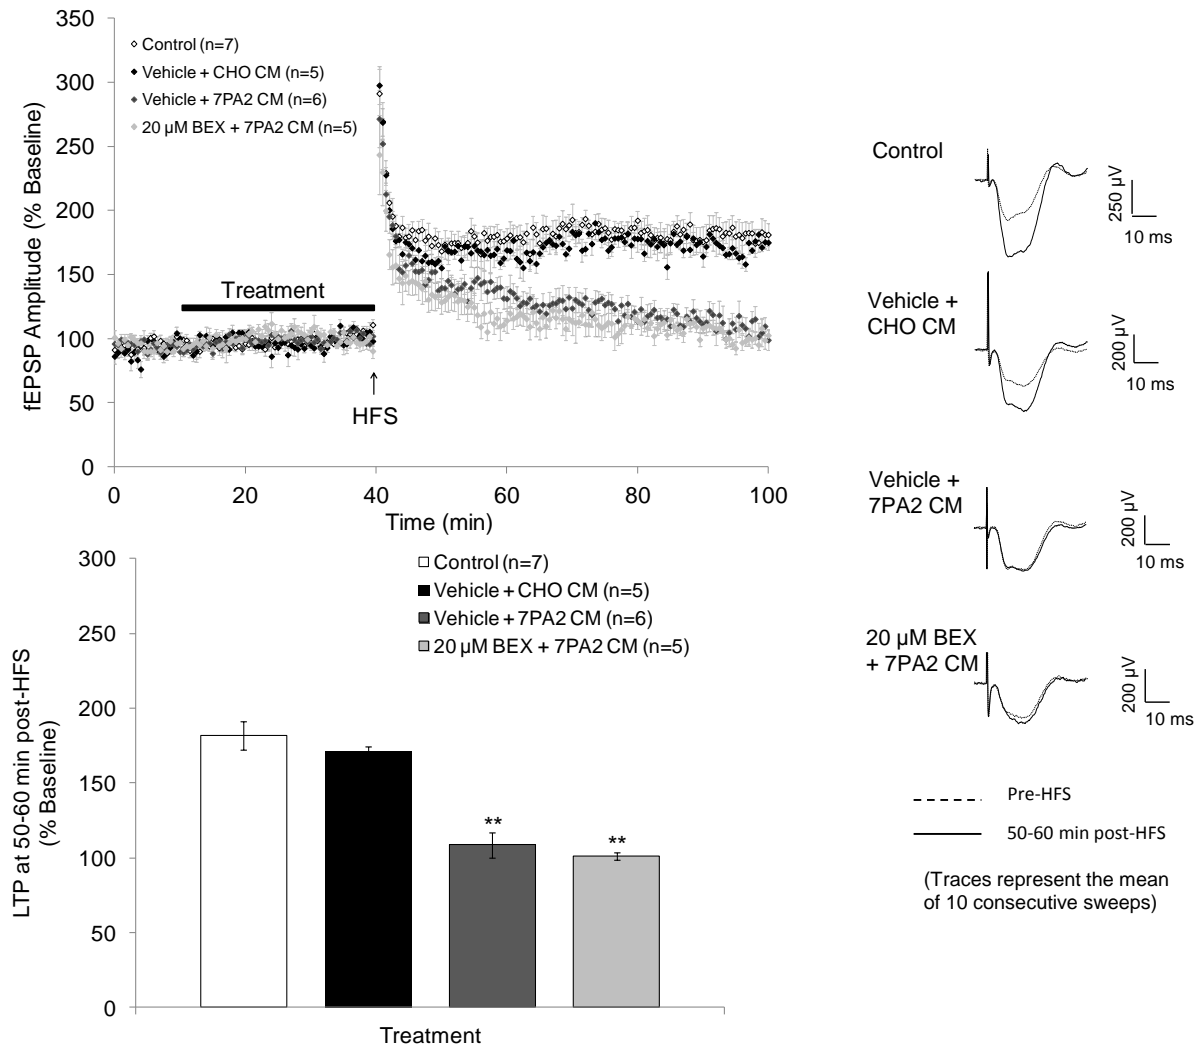 350
300
250
200
150
100
50
0
fEPSP Amplitude (% Baseline)
Control (n=7)
Vehicle + CHO CM (n=5)
Vehicle + 7PA2 CM (n=6)
20 µM BEX + 7PA2 CM (n=5)
Treatment
HFS
0
20
40
60
80
100
Time (min)
300
250
200
150
100
50
0
LTP at 50-60 min post-HFS
(% Baseline)
Control (n=7)
Vehicle + CHO CM (n=5)
Vehicle + 7PA2 CM (n=6)
20 µM BEX + 7PA2 CM (n=5)
**
**
Treatment
Control
250 µV
10 ms
Vehicle +
CHO CM
200 µV
10 ms
Vehicle +
7PA2 CM
200 µV
10 ms
20 µM BEX
+ 7PA2 CM
200 µV
10 ms
Pre-HFS
50-60 min post-HFS
(Traces represent the mean
of 10 consecutive sweeps)